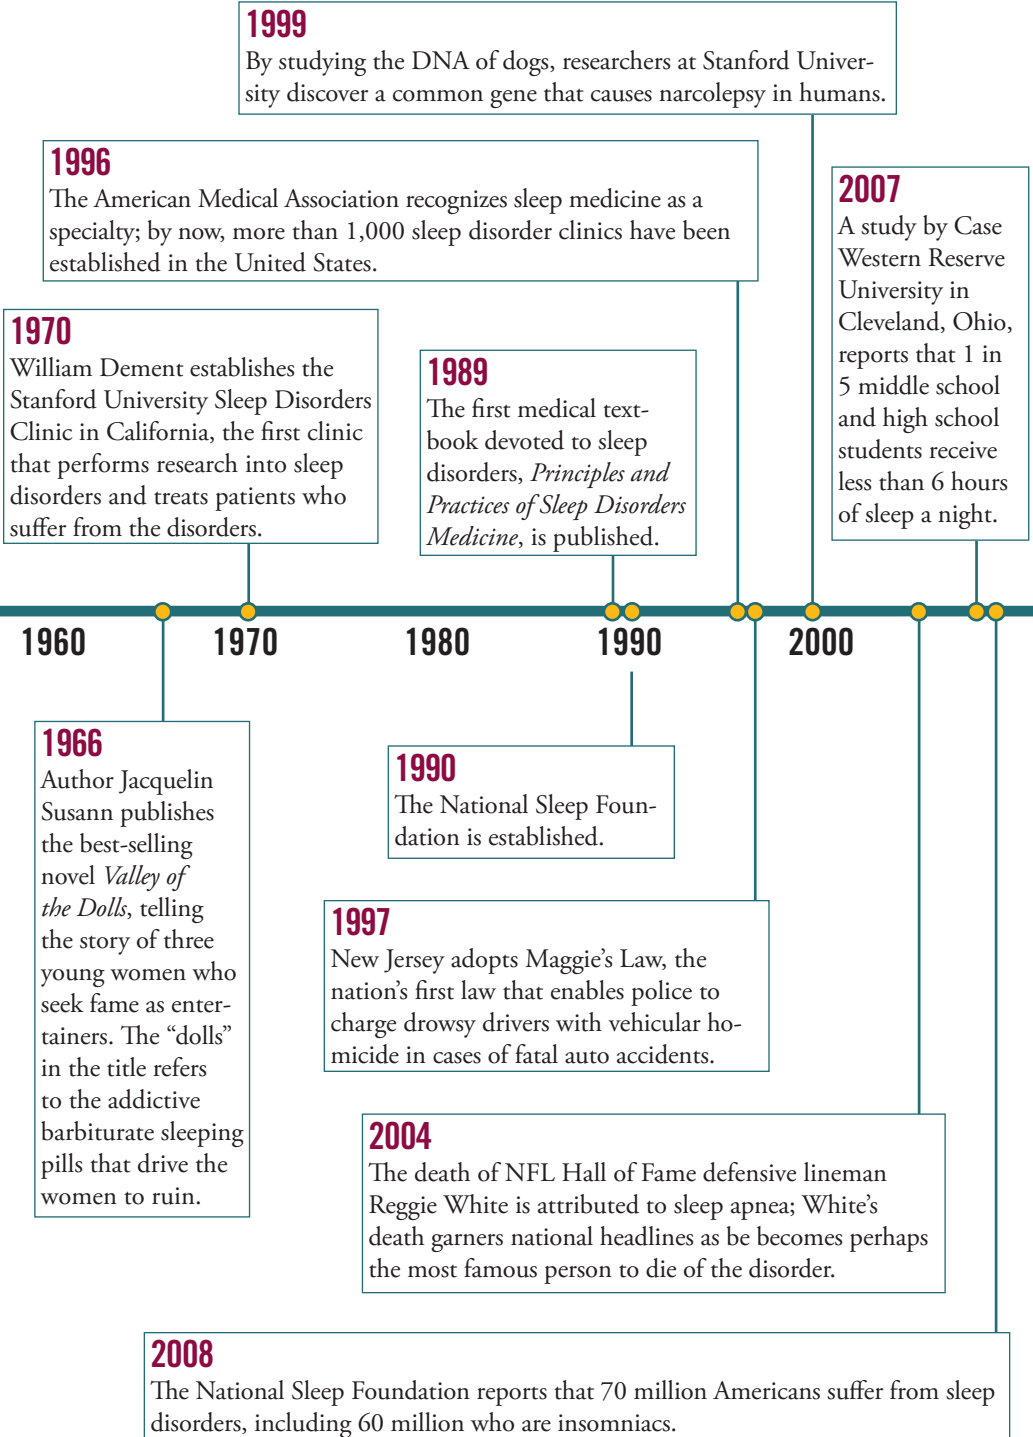 1999
By studying the DNA of dogs, researchers at Stanford Univer-
sity discover a common gene that causes narcolepsy in humans.
1996
The American Medical Association recognizes sleep medicine as a
specialty; by now, more than 1,000 sleep disorder clinics have been
established in the United States.
2007
A study by Case
Western Reserve
University in
Cleveland, Ohio,
reports that 1 in
5 middle school
and high school
students receive
less than 6 hours
of sleep a night.
1970
William Dement establishes the
Stanford University Sleep Disorders
Clinic in California, the first clinic
that performs research into sleep
disorders and treats patients who
suffer from the disorders.
1989
The first medical text-
book devoted to sleep
disorders, Principles and
Practices of Sleep Disorders
Medicine, is published.
1960 1970 1980 1990 2000
1966
Author Jacquelin
Susann publishes
the best-selling
novel Valley of
the Dolls, telling
the story of three
young women who
seek fame as enter-
tainers. The “dolls”
in the title refers
to the addictive
barbiturate sleeping
pills that drive the
women to ruin.
1990
The National Sleep Foun-
dation is established.
1997
New Jersey adopts Maggie’s Law, the
nation’s first law that enables police to
charge drowsy drivers with vehicular ho-
micide in cases of fatal auto accidents.
2004
The death of NFL Hall of Fame defensive lineman
Reggie White is attributed to sleep apnea; White’s
death garners national headlines as be becomes perhaps
the most famous person to die of the disorder.
2008
The National Sleep Foundation reports that 70 million Americans suffer from sleep
disorders, including 60 million who are insomniacs.